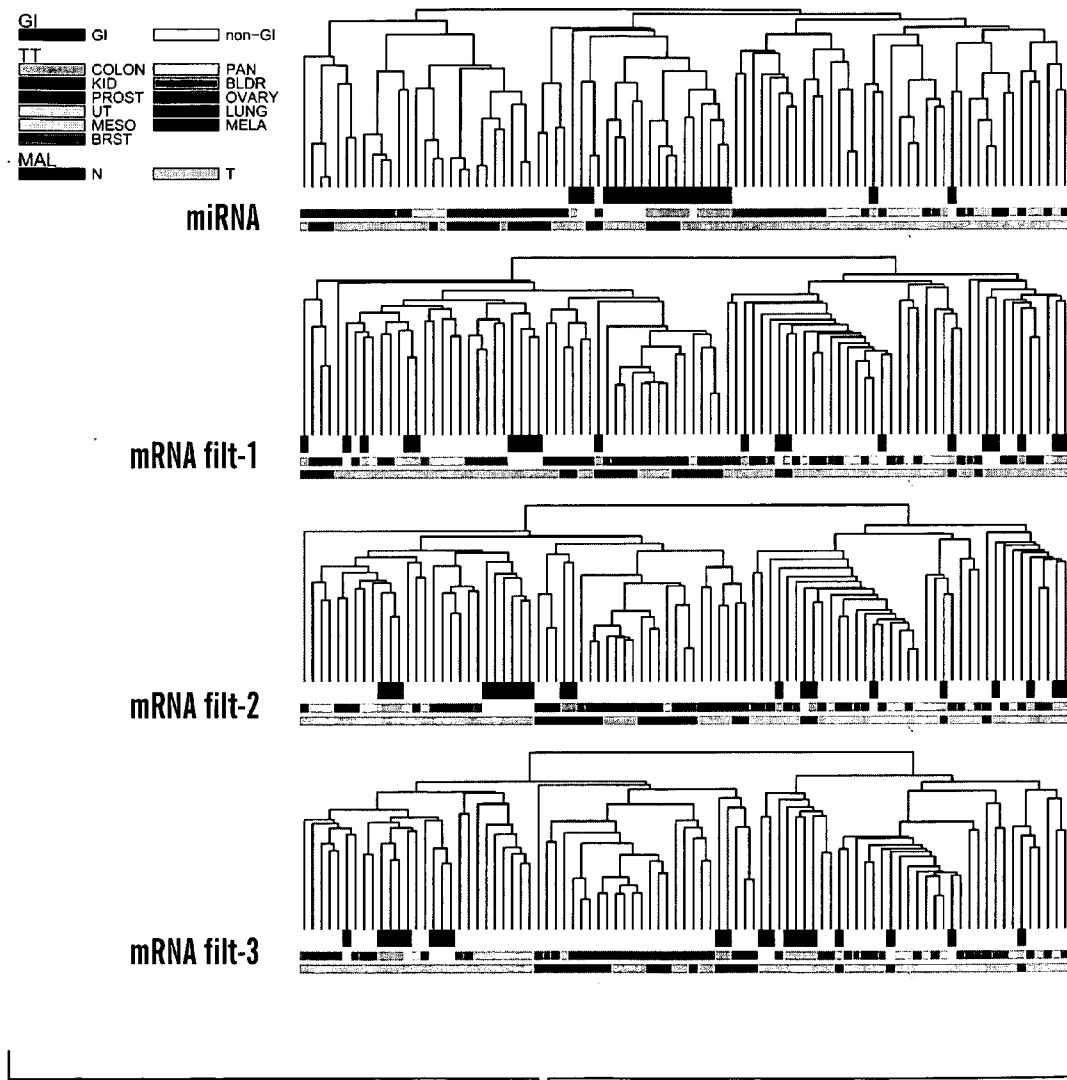 GI
GI non-GI
TT
COLON PAN
KID BLDR
PROST OVARY
UT LUNG
MESO MELA
BRST
MAL
N T
miRNA
mRNA filt-1
mRNA filt-2
mRNA filt-3